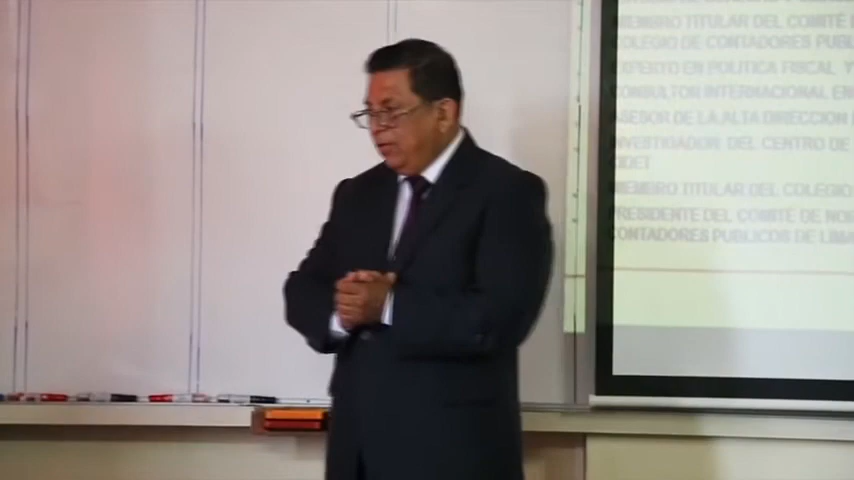 MIEMBRO TITULAR DEL COMITÉ
COLEGIO DE CONTADORES PUBL
EXPERTO EN POLITICA FISCAL Y
CONSULTOR INTERNACIONAL EN
ASESOR DE LA ALTA DIRECCION
INVESTIGADOR DEL CENTRO DE
CIDET
MIEMBRO TITULAR DEL COLEGIO
PRESIDENTE DEL COMITE DE NO
CONTADORES PUBLICOS DE LIMA